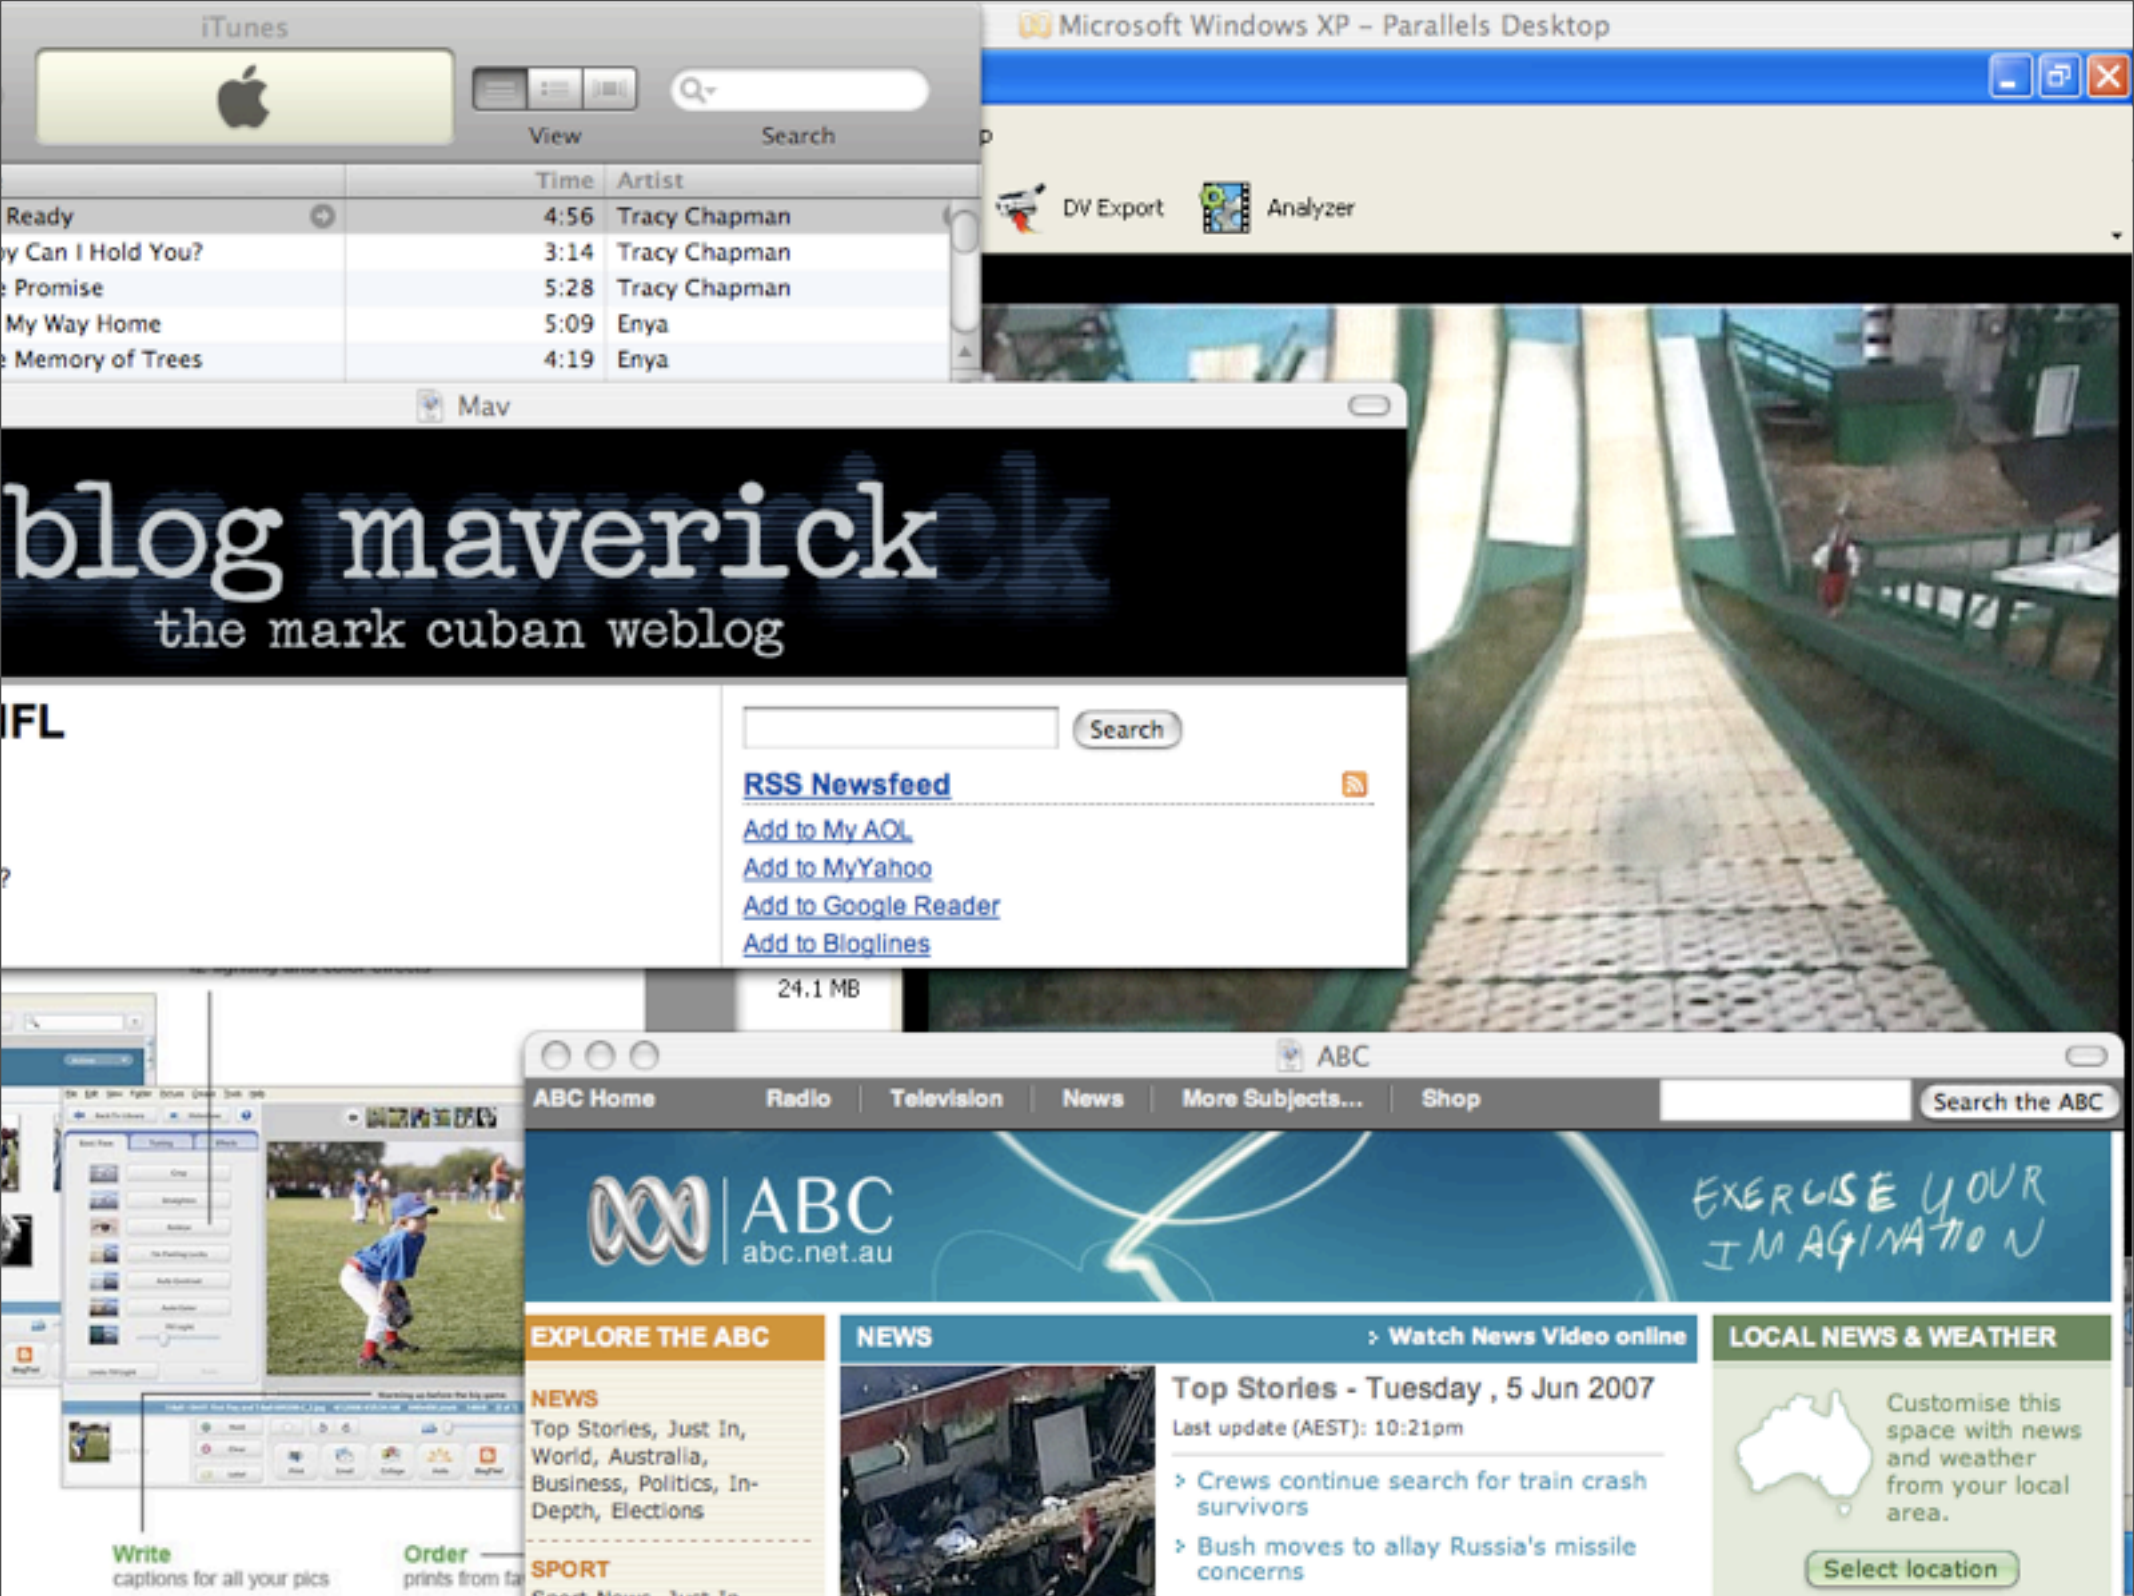 iTunes
View
Search
Time Artist
Ready 4:56 Tracy Chapman
Can I Hold You? 3:14 Tracy Chapman
Promise 5:28 Tracy Chapman
My Way Home 5:09 Enya
Memory of Trees 4:19 Enya
Microsoft Windows XP – Parallels Desktop
DV Export
Analyzer
Mav
blog maverick
the mark cuban weblog
Search
RSS Newsfeed
Add to My AOL
Add to MyYahoo
Add to Google Reader
Add to Bloglines
?
24.1 MB
Write
captions for all your pics
Order
prints from
ABC
ABC Home Radio Television News More Subjects... Shop
Search the ABC
ABC
abc.net.au
EXERCISE YOUR
IMAGINATION
EXPLORE THE ABC
NEWS
Top Stories, Just In,
World, Australia,
Business, Politics, In-
Depth, Elections
SPORT
Sport News, Just In
NEWS
Watch News Video online
Top Stories - Tuesday , 5 Jun 2007
Last update (AEST): 10:21pm
Crews continue search for train crash
survivors
Bush moves to allay Russia's missile
concerns
LOCAL NEWS & WEATHER
Customise this
space with news
and weather
from your local
area.
Select location